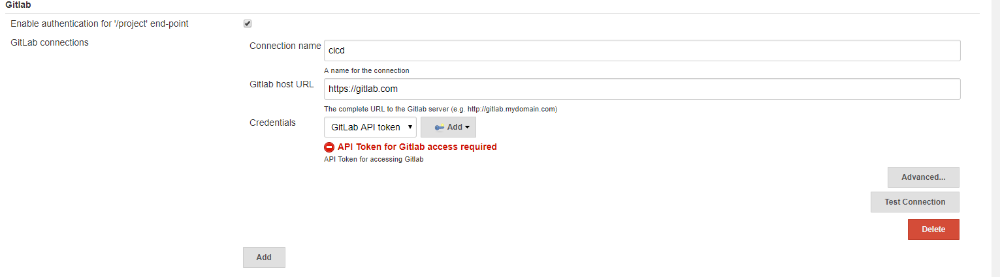 Gitlab
Enable authentication for '/project' end-point
GitLab connections
Connection name
cicd
A name for the connection
Gitlab host URL
https://gitlab.com
The complete URL to the Gitlab server (e.g. http://gitlab.mydomain.com)
Credentials
GitLab API token
Add
API Token for Gitlab access required
API Token for accessing Gitlab
Advanced...
Test Connection
Delete
Add